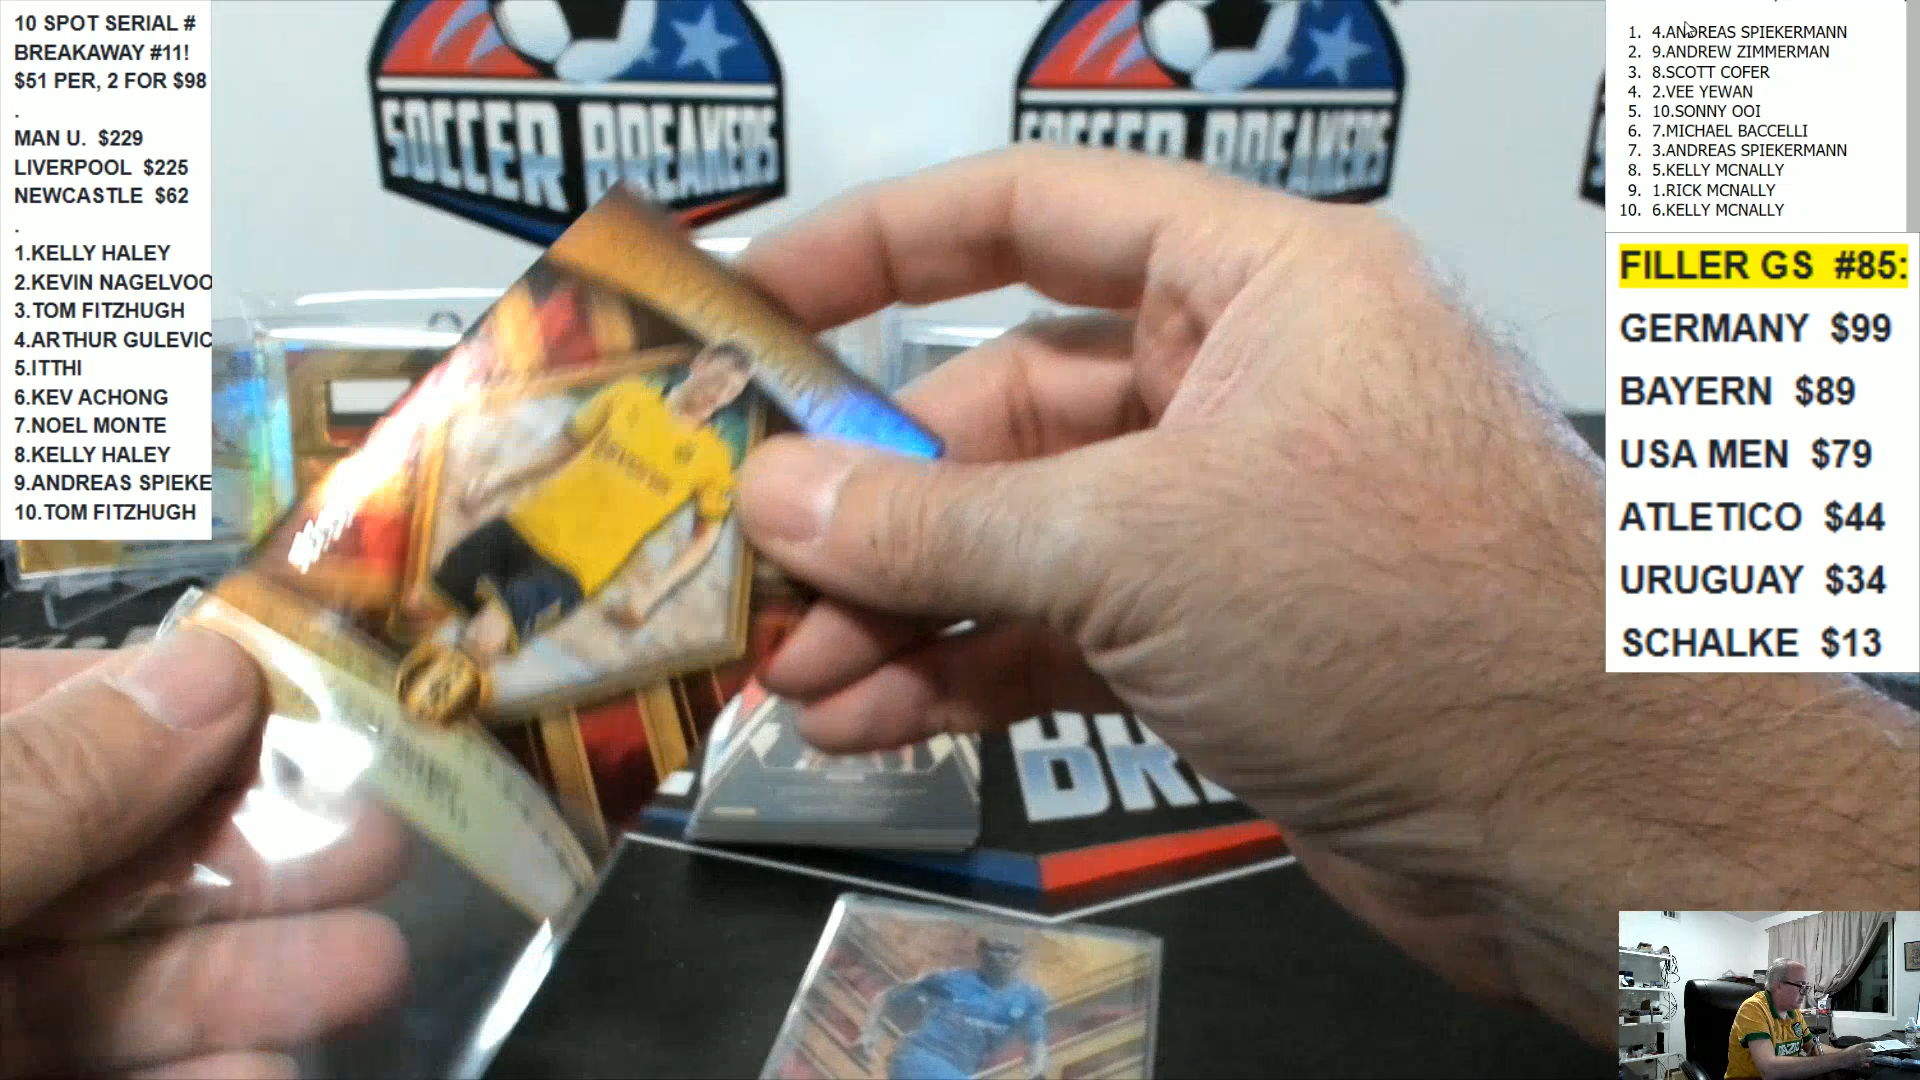 10 SPOT SERIAL #
BREAKAWAY #11!
$51 PER, 2 FOR $98
.
MAN U. $229
LIVERPOOL $225
NEWCASTLE $62
.
1.KELLY HALEY
2.KEVIN NAGELVOO
3.TOM FITZHUGH
4.ARTHUR GULEVIC
5.ITTHI
6.KEV ACHONG
7.NOEL MONTE
8.KELLY HALEY
9.ANDREAS SPIEKE
10.TOM FITZHUGH
SOCCER BREAKERS
SOCCER BREAKERS
BR
1. 4.ANDREAS SPIEKERMANN
2. 9.ANDREW ZIMMERMAN
3. 8.SCOTT COFER
4. 2.VEE YEWAN
5. 10.SONNY OOI
6. 7.MICHAEL BACCELLI
7. 3.ANDREAS SPIEKERMANN
8. 5.KELLY MCNALLY
9. 1.RICK MCNALLY
10. 6.KELLY MCNALLY
FILLER GS #85:
GERMANY $99
BAYERN $89
USA MEN $79
ATLETICO $44
URUGUAY $34
SCHALKE $13